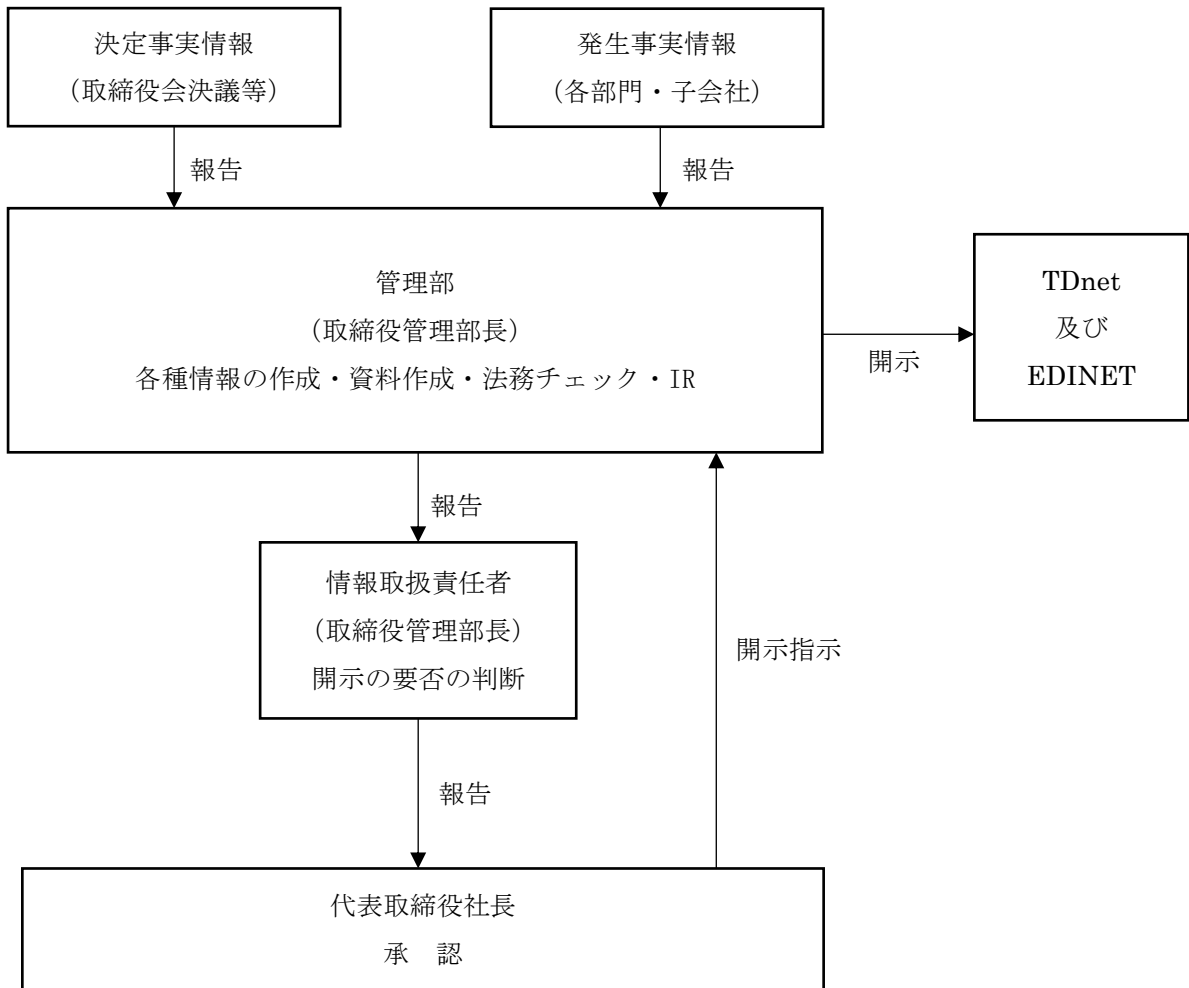 決定事実情報
(取締役会決議等)
発生事実情報
(各部門・子会社)
報告
報告
管理部
(取締役管理部長)
各種情報の作成・資料作成・法務チェック・IR
開示
TDnet
及び
EDINET
報告
情報取扱責任者
(取締役管理部長)
開示の要否の判断
開示指示
報告
代表取締役社長
承　認